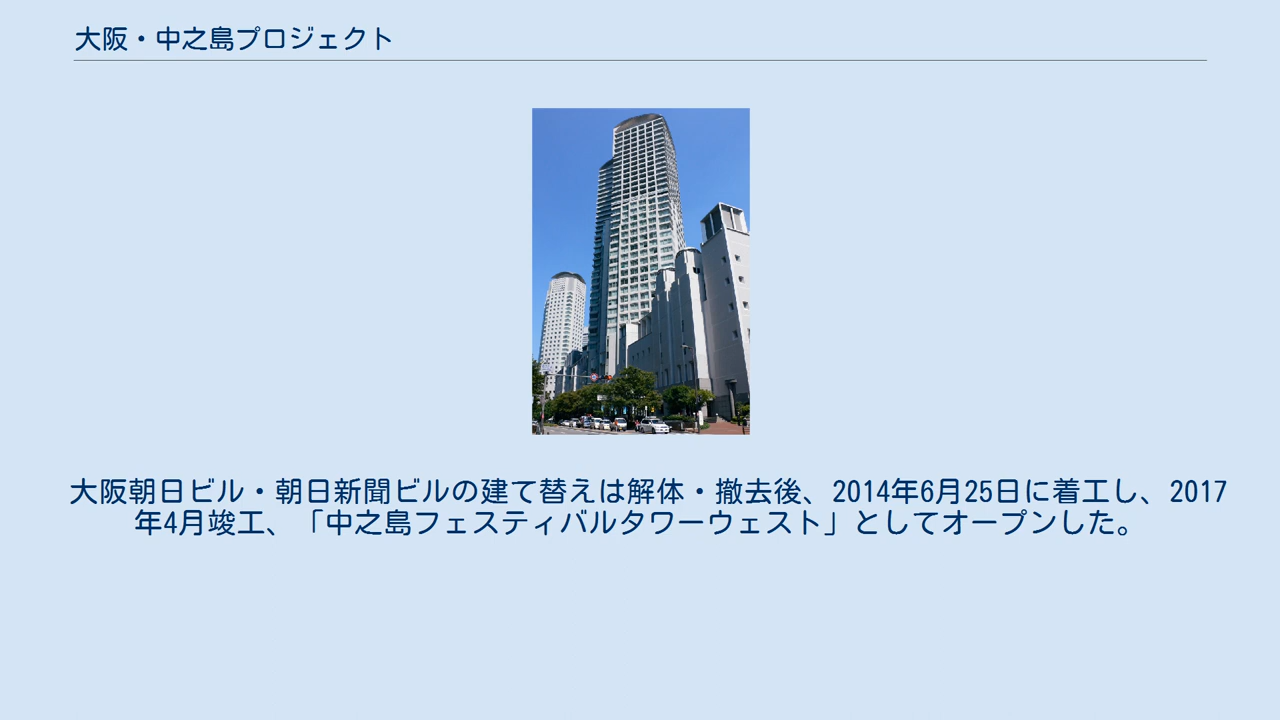 大阪・中之島プロジェクト
大阪朝日ビル・朝日新聞ビルの建て替えは解体・撤去後、2014年6月25日に着工し、2017
年4月竣工、「中之島フェスティバルタワーウェスト」としてオープンした。